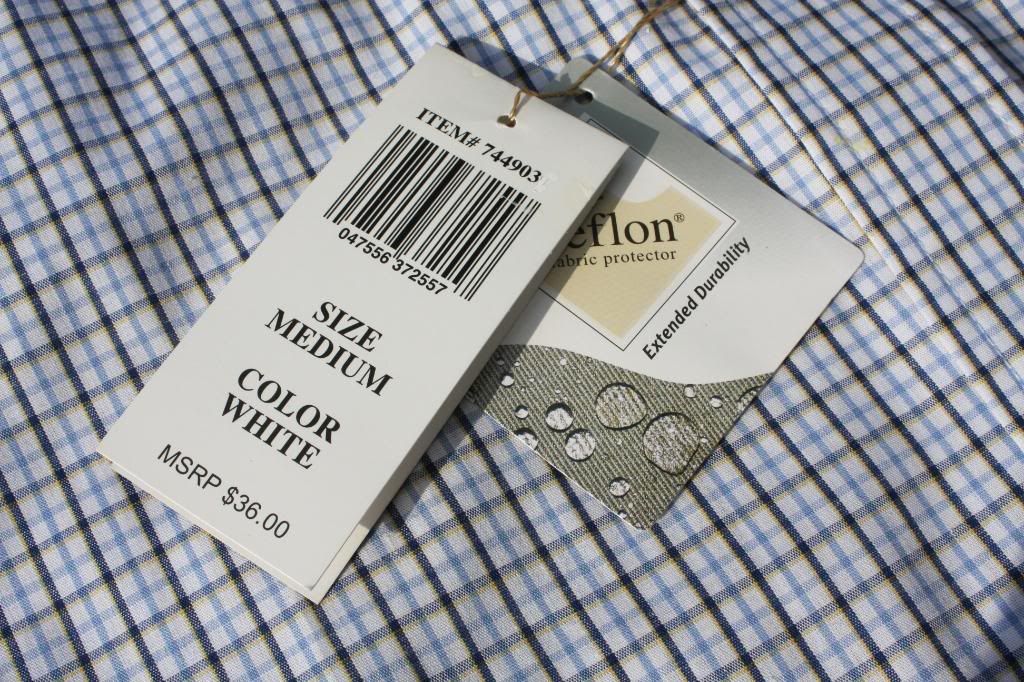 ITEM# 744903
047556 372557
SIZE
MEDIUM
COLOR
WHITE
MSRP $36.00
eflon®
abric protector
Extended Durability